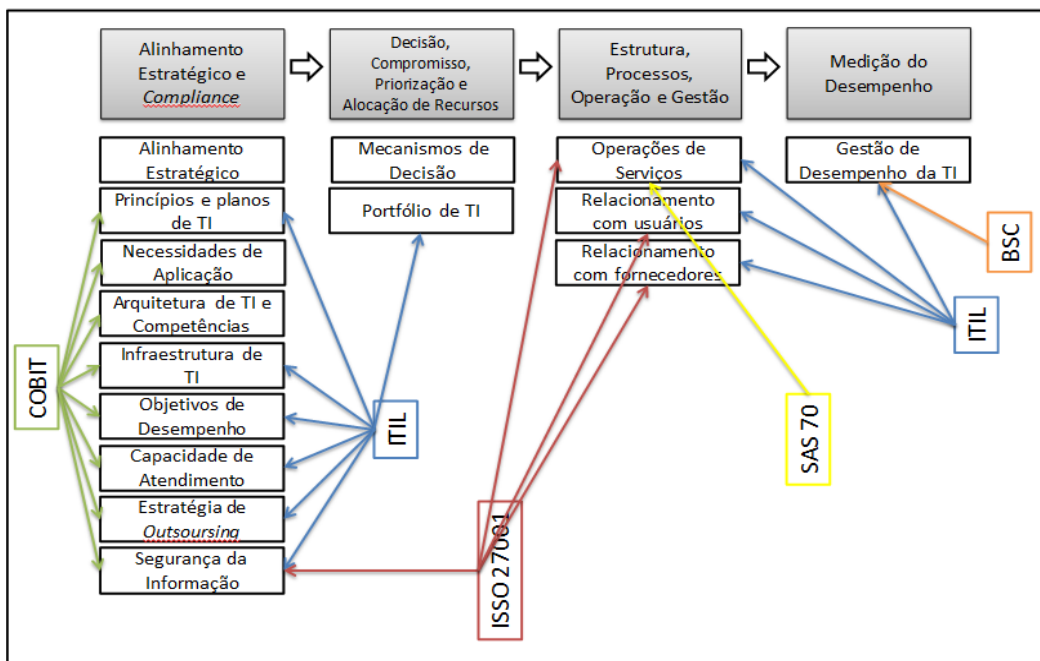 Alinhamento
Estratégico e
Compliance
Decisão,
Compromisso,
Priorização e
Alocação de Recursos
Estrutura,
Processos,
Operação e Gestão
Medição do
Desempenho
Alinhamento
Estratégico
Princípios e planos
de TI
Necessidades de
Aplicação
Arquitetura de TI e
Competências
Infraestrutura de
TI
Objetivos de
Desempenho
Capacidade de
Atendimento
Estratégia de
Outsoursing
Segurança da
Informação
Mecanismos de
Decisão
Portfólio de TI
Operações de
Serviços
Relacionamento
com usuários
Relacionamento
com fornecedores
Gestão de
Desempenho da TI
COBIT
ITIL
ISSO 27001
SAS 70
ITIL
BSC